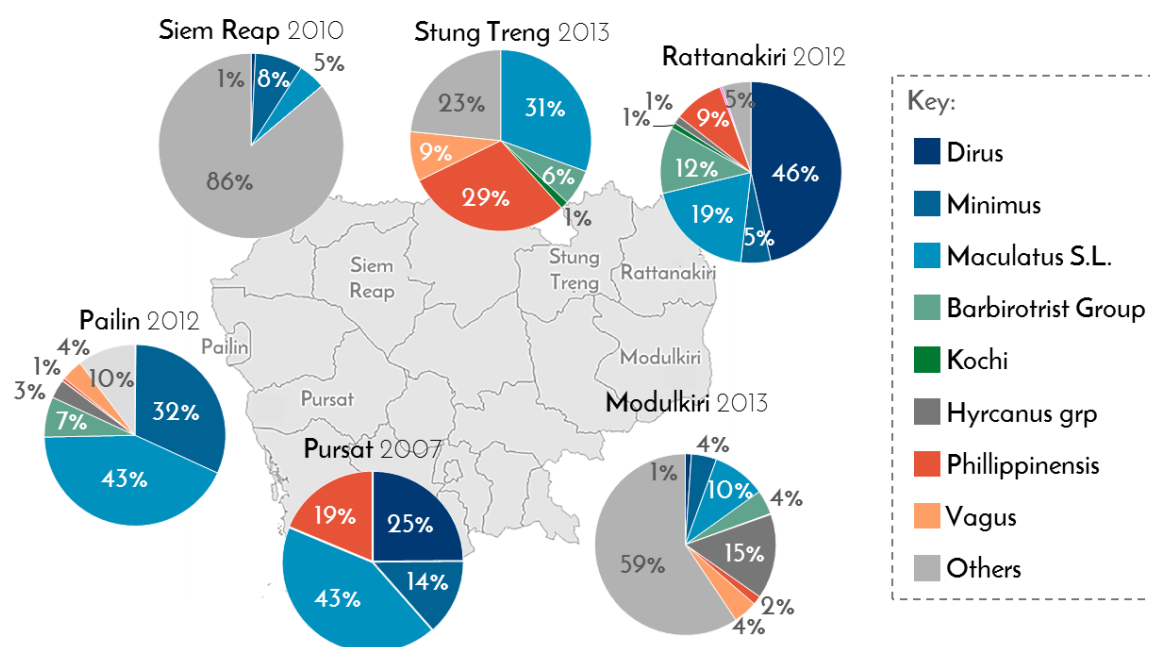 Siem Reap 2010
1%
8%
5%
86%
Stung Treng 2013
31%
6%
1%
29%
9%
23%
Rattanakiri 2012
46%
5%
19%
12%
1%
1%
9%
5%
Key:
Dirus
Minimus
Maculatus S.L.
Barbirotrist Group
Kochi
Hyrcanus grp
Phillippinensis
Vagus
Others
Siem
Reap
Stung
Treng
Rattanakiri
Pailin
Pursat
Modulkiri
Pailin 2012
32%
43%
7%
3%
1%
4%
10%
Pursat 2007
25%
14%
43%
19%
Modulkiri 2013
1%
4%
10%
4%
15%
2%
4%
59%